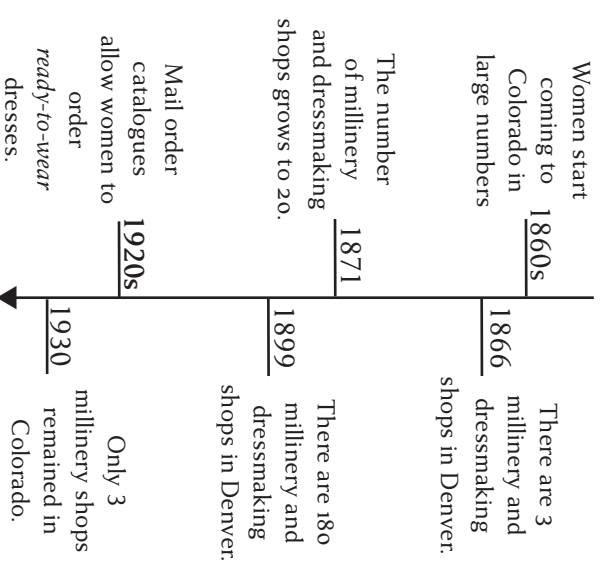 Women start
coming to
Colorado in
large numbers
1860s
1866
There are 3
millinery and
dressmaking
shops in Denver.
The number
of millinery
and dressmaking
shops grows to 20.
1871
1899
There are 180
millinery and
dressmaking
shops in Denver.
Mail order
catalogues
allow women to
order
ready-to-wear
dresses.
1920s
1930
Only 3
millinery shops
remained in
Colorado.